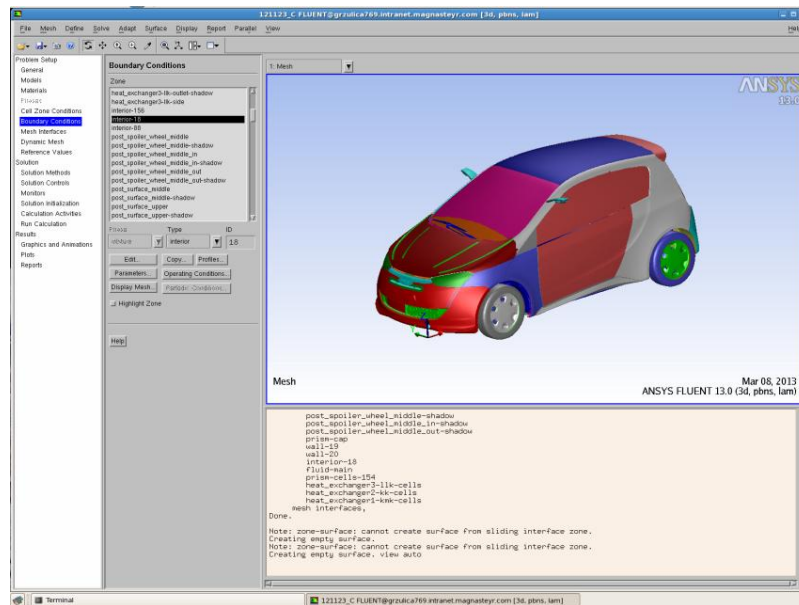 121123_C FLUENT@grzulica769.intranet.magnasteyr.com [3d, pbns, lam]
File Mesh Define Solve Adapt Surface Display Report Parallel View Help
Problem Setup
General
Models
Materials
Phases
Cell Zone Conditions
Boundary Conditions
Mesh Interfaces
Dynamic Mesh
Reference Values
Solution
Solution Methods
Solution Controls
Monitors
Solution Initialization
Calculation Activities
Run Calculation
Results
Graphics and Animations
Plots
Reports
Boundary Conditions
Zone
heat_exchanger3-llk-outlet-shadow
heat_exchanger3-llk-side
interior-156
interior-18
interior-88
post_spoiler_wheel_middle
post_spoiler_wheel_middle-shadow
post_spoiler_wheel_middle_in
post_spoiler_wheel_middle_in-shadow
post_spoiler_wheel_middle_out
post_spoiler_wheel_middle_out-shadow
post_surface_middle
post_surface_middle-shadow
post_surface_upper
post_surface_upper-shadow
Phase Type ID
mixture interior 18
Edit... Copy... Profiles...
Parameters... Operating Conditions...
Display Mesh... Periodic Conditions...
Highlight Zone
Help
1: Mesh
ANSYS
13.0
Mesh
Mar 08, 2013
ANSYS FLUENT 13.0 (3d, pbns, lam)
post_spoiler_wheel_middle-shadow
post_spoiler_wheel_middle_in-shadow
post_spoiler_wheel_middle_out-shadow
prism-cap
wall-19
wall-20
interior-18
fluid-main
prism-cells-154
heat_exchanger3-llk-cells
heat_exchanger2-kk-cells
heat_exchanger1-kmk-cells
mesh interfaces,
Done.
Note: zone-surface: cannot create surface from sliding interface zone.
Creating empty surface.
Note: zone-surface: cannot create surface from sliding interface zone.
Creating empty surface. view auto
Terminal
121123_C FLUENT@grzulica769.intranet.magnasteyr.com [3d, pbns, lam]